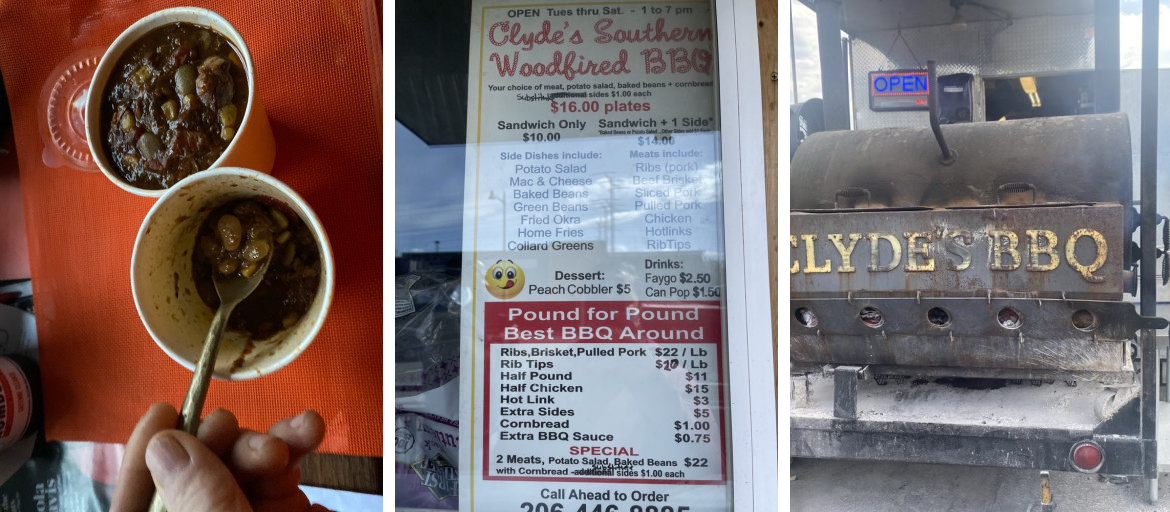 OPEN Tues thru Sat. - 1 to 7 pm
Clyde's Southern
Woodfired BBQ
Your choice of meat, potato salad, baked beans + cornbread
additional sides $1.00 each
$16.00 plates
Sandwich Only
$10.00
Sandwich + 1 Side*
$14.00
Side Dishes include:
Potato Salad
Mac & Cheese
Baked Beans
Green Beans
Fried Okra
Home Fries
Collard Greens
Meats include:
Ribs (pork)
Beef Brisket
Sliced Pork
Pulled Pork
Chicken
Hotlinks
Rib Tips
Dessert:
Peach Cobbler $5
Drinks:
Faygo $2.50
Can Pop $1.50
Pound for Pound
Best BBQ Around
Ribs,Brisket,Pulled Pork $22 / Lb
Rib Tips / Lb
Half Pound $11
Half Chicken $15
Hot Link $3
Extra Sides $5
Cornbread $1.00
Extra BBQ Sauce $0.75
SPECIAL
2 Meats, Potato Salad, Baked Beans $22
with Cornbread - additional sides $1.00 each
Call Ahead to Order
OPEN
CLYDE'S BBQ